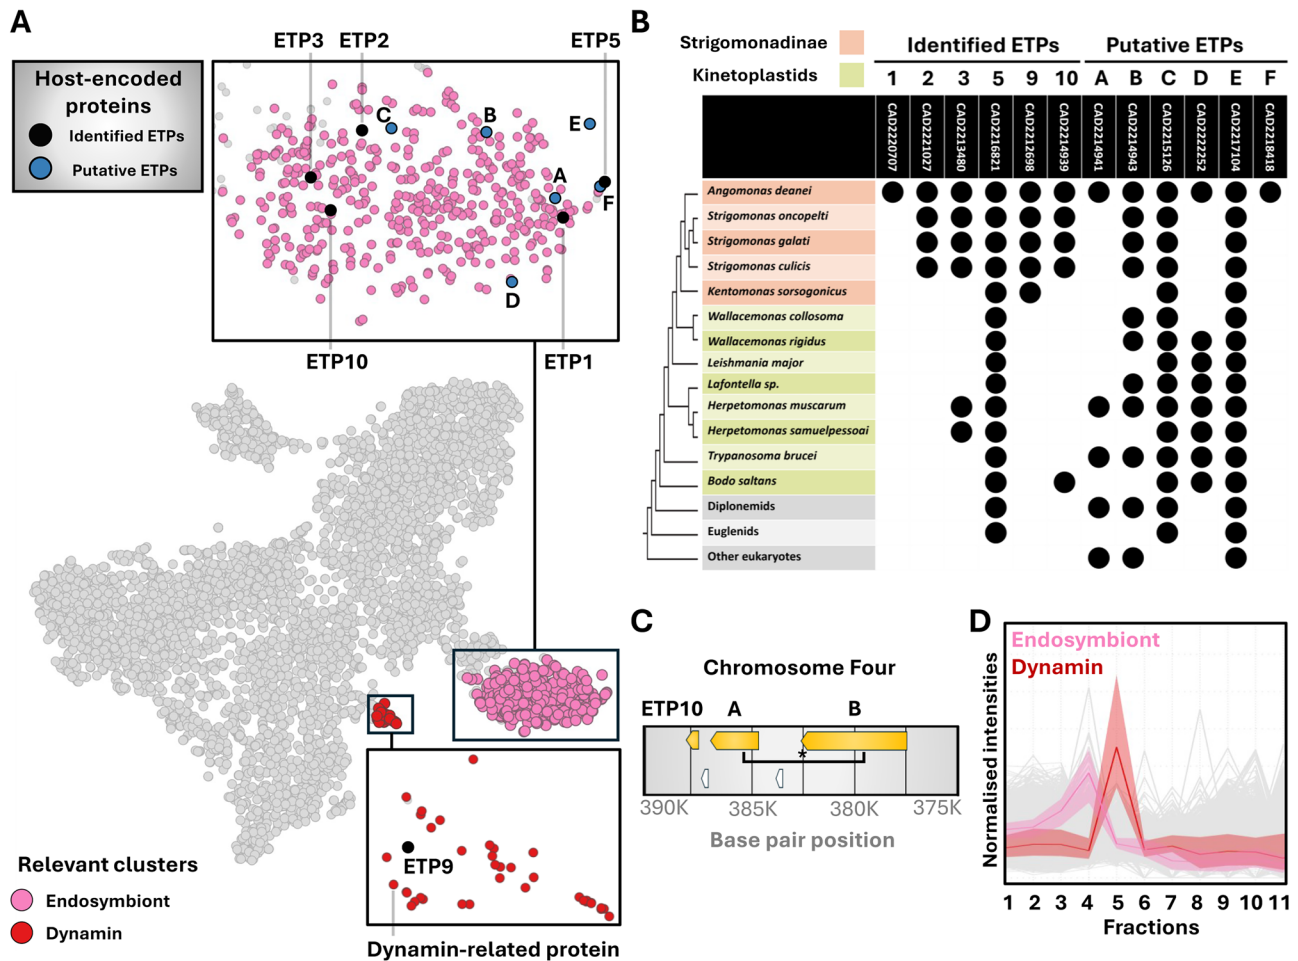 A
ETP3
ETP2
ETP5
Host-encoded
proteins
Identified ETPs
Putative ETPs
C
B
E
A
F
D
ETP10
ETP1
ETP9
Dynamin-related protein
Relevant clusters
Endosymbiont
Dynamin
B
Strigomonadinae
Kinetoplastids
Identified ETPs
Putative ETPs
1 2 3 5 9 10 A B C D E F
CAD2220707
CAD2221027
CAD2213480
CAD2216821
CAD2212698
CAD2214939
CAD2214941
CAD2219413
CAD2215126
CAD2222252
CAD2217104
CAD2218418
Angomonas deanei
Strigomonas oncopelti
Strigomonas galati
Strigomonas culicis
Kentomonas sorsogonicus
Wallacemonas collosoma
Wallacemonas rigidus
Leishmania major
Lafontella sp.
Herpetomonas muscarum
Herpetomonas samuelpessoai
Trypanosoma brucei
Bodo saltans
Diplonemids
Euglenids
Other eukaryotes
C
Chromosome Four
ETP10 A B
*
390K 385K 380K 375K
Base pair position
D
Endosymbiont
Dynamin
Normalised intensities
1 2 3 4 5 6 7 8 9 10 11
Fractions